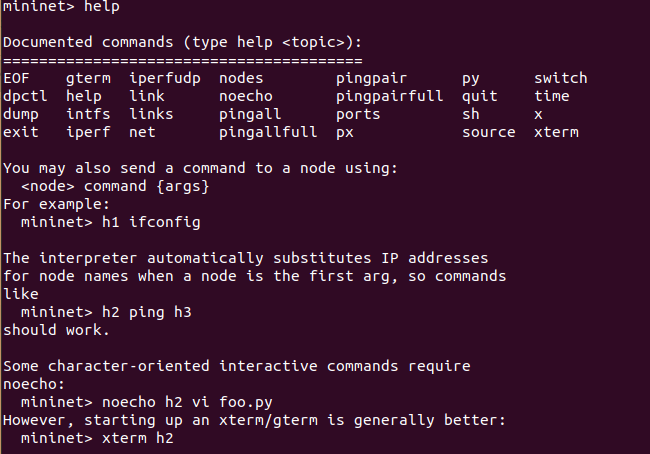 mininet> help

Documented commands (type help <topic>):
========================================
EOF    gterm  iperfudp  nodes        pingpair      py      switch
dpctl  help   link      noecho       pingpairfull  quit    time
dump   intfs  links     pingall      ports         sh      x
exit   iperf  net       pingallfull  px            source  xterm

You may also send a command to a node using:
  <node> command {args}
For example:
  mininet> h1 ifconfig

The interpreter automatically substitutes IP addresses
for node names when a node is the first arg, so commands
like
  mininet> h2 ping h3
should work.

Some character-oriented interactive commands require
noecho:
  mininet> noecho h2 vi foo.py
However, starting up an xterm/gterm is generally better:
  mininet> xterm h2